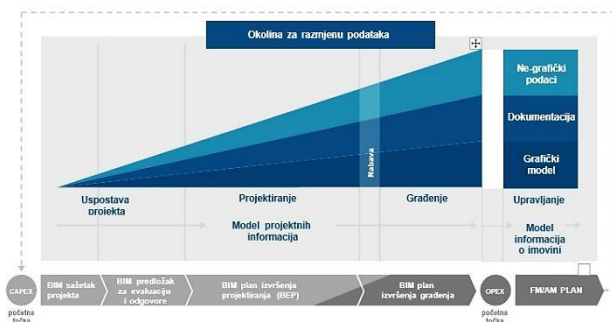 Okolina za razmjenu podataka
Ne-grafički
podaci
Dokumentacija
Grafički
model
Nabava
Uspostava
projekta
Projektiranje
Građenje
Upravljanje
Model projektnih
informacija
Model
informacija
o imovini
CAPEX
BIM sažetak
projekta
BIM predložak
za evaluaciju
i odgovore
BIM plan izvršenja
projektiranja (BEP)
BIM plan
izvršenja građenja
OPEX
FM/AM PLAN
početna
točka
početna
točka